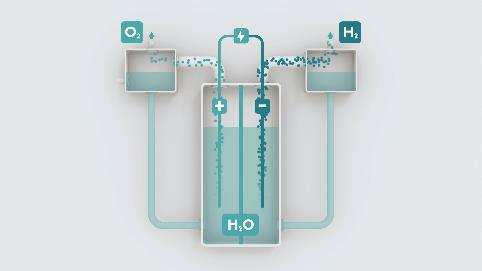 O₂
H₂
+
−
H₂O